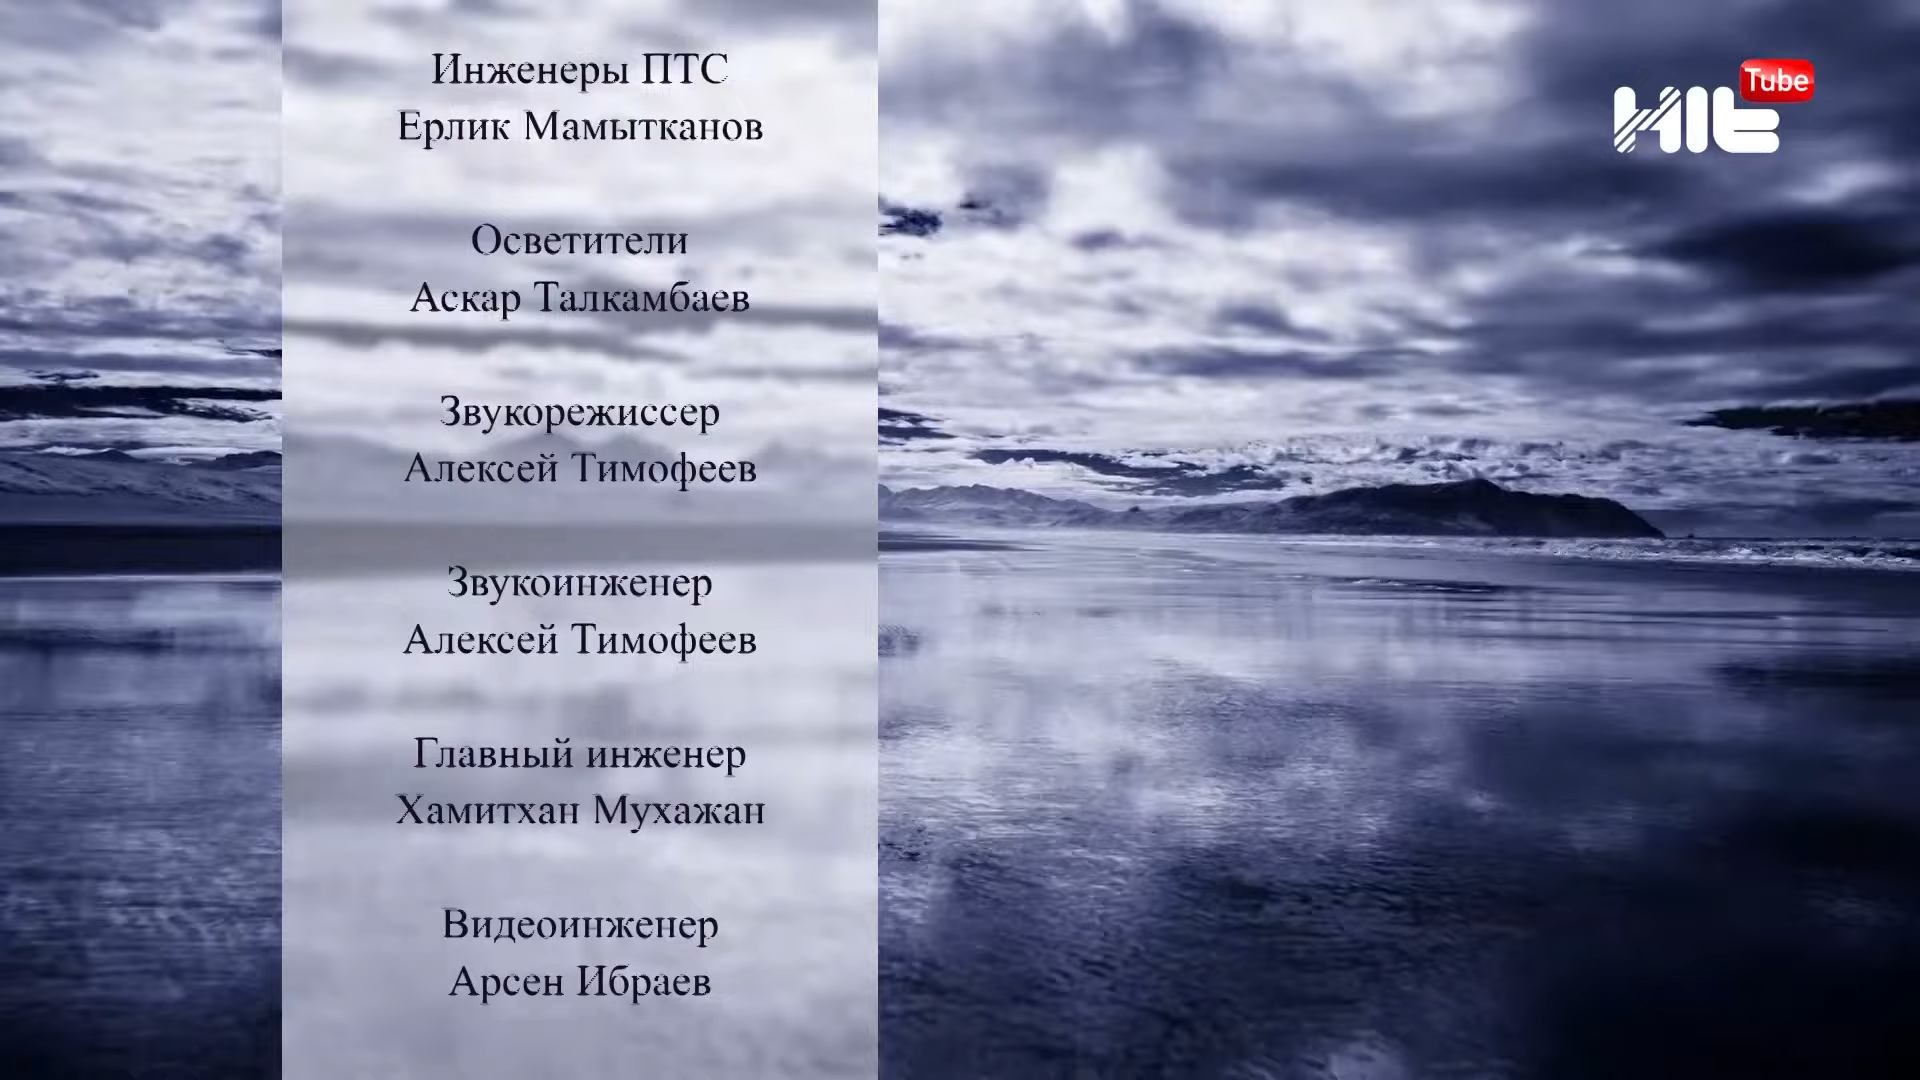 Инженеры ПТС
Ерлик Мамытканов
Осветители
Аскар Талкамбаев
Звукорежиссер
Алексей Тимофеев
Звукоинженер
Алексей Тимофеев
Главный инженер
Хамитхан Мухажан
Видеоинженер
Арсен Ибраев
Hit Tube